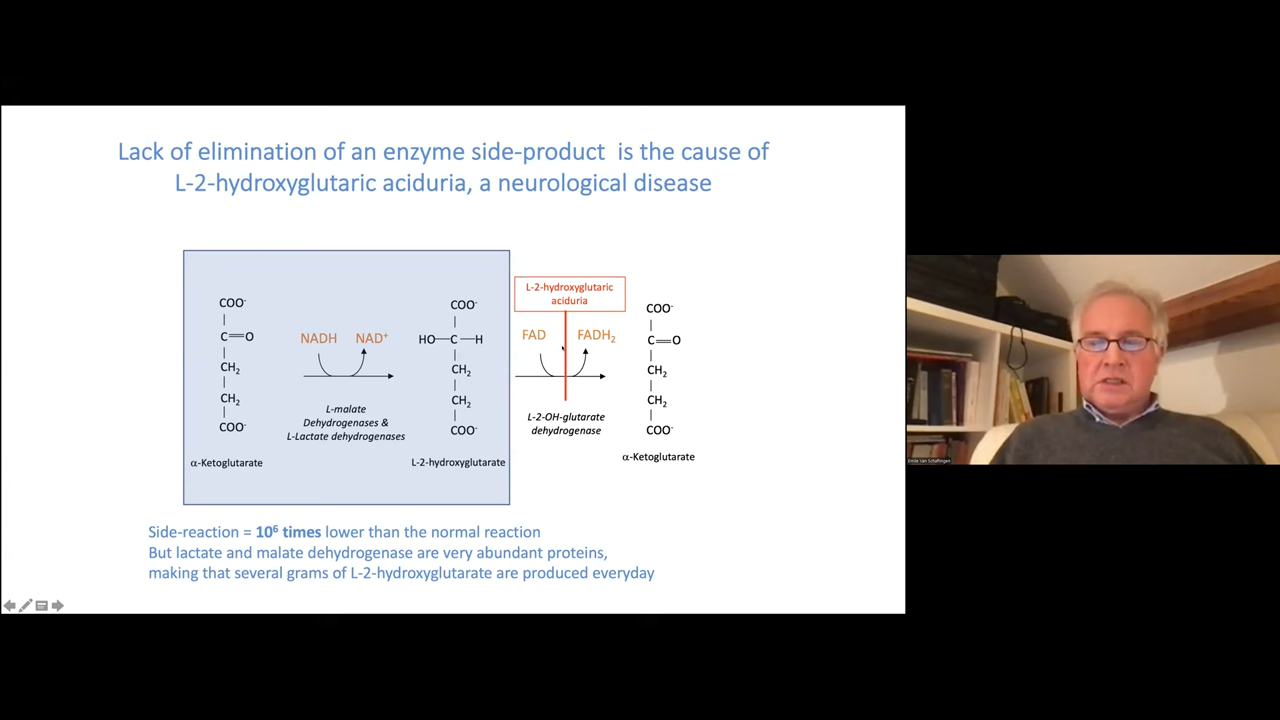 Lack of elimination of an enzyme side-product is the cause of
L-2-hydroxyglutaric aciduria, a neurological disease
L-2-hydroxyglutaric
aciduria
COO⁻
C=O
CH₂
CH₂
COO⁻
α-Ketoglutarate
NADH NAD⁺
L-malate
Dehydrogenases &
L-Lactate dehydrogenases
COO⁻
HO—C—H
CH₂
CH₂
COO⁻
L-2-hydroxyglutarate
FAD FADH₂
L-2-OH-glutarate
dehydrogenase
COO⁻
C=O
CH₂
CH₂
COO⁻
α-Ketoglutarate
Side-reaction = 10⁶ times lower than the normal reaction
But lactate and malate dehydrogenase are very abundant proteins,
making that several grams of L-2-hydroxyglutarate are produced everyday
Emile Van Schaftingen